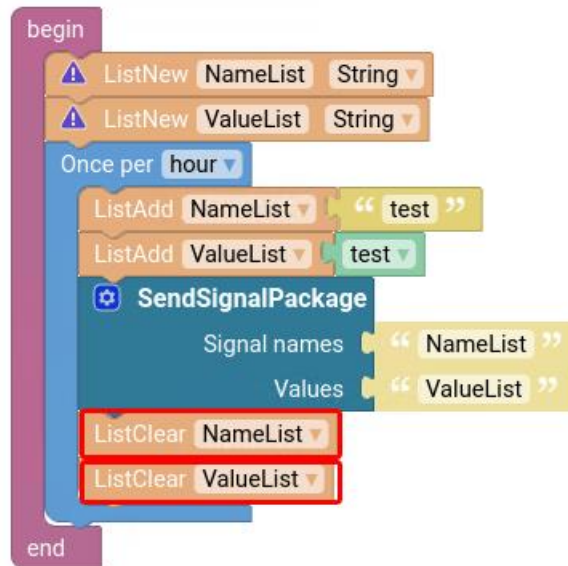 begin
ListNew NameList String
ListNew ValueList String
Once per hour
ListAdd NameList “ test ”
ListAdd ValueList test
SendSignalPackage
Signal names “ NameList ”
Values “ ValueList ”
ListClear NameList
ListClear ValueList
end